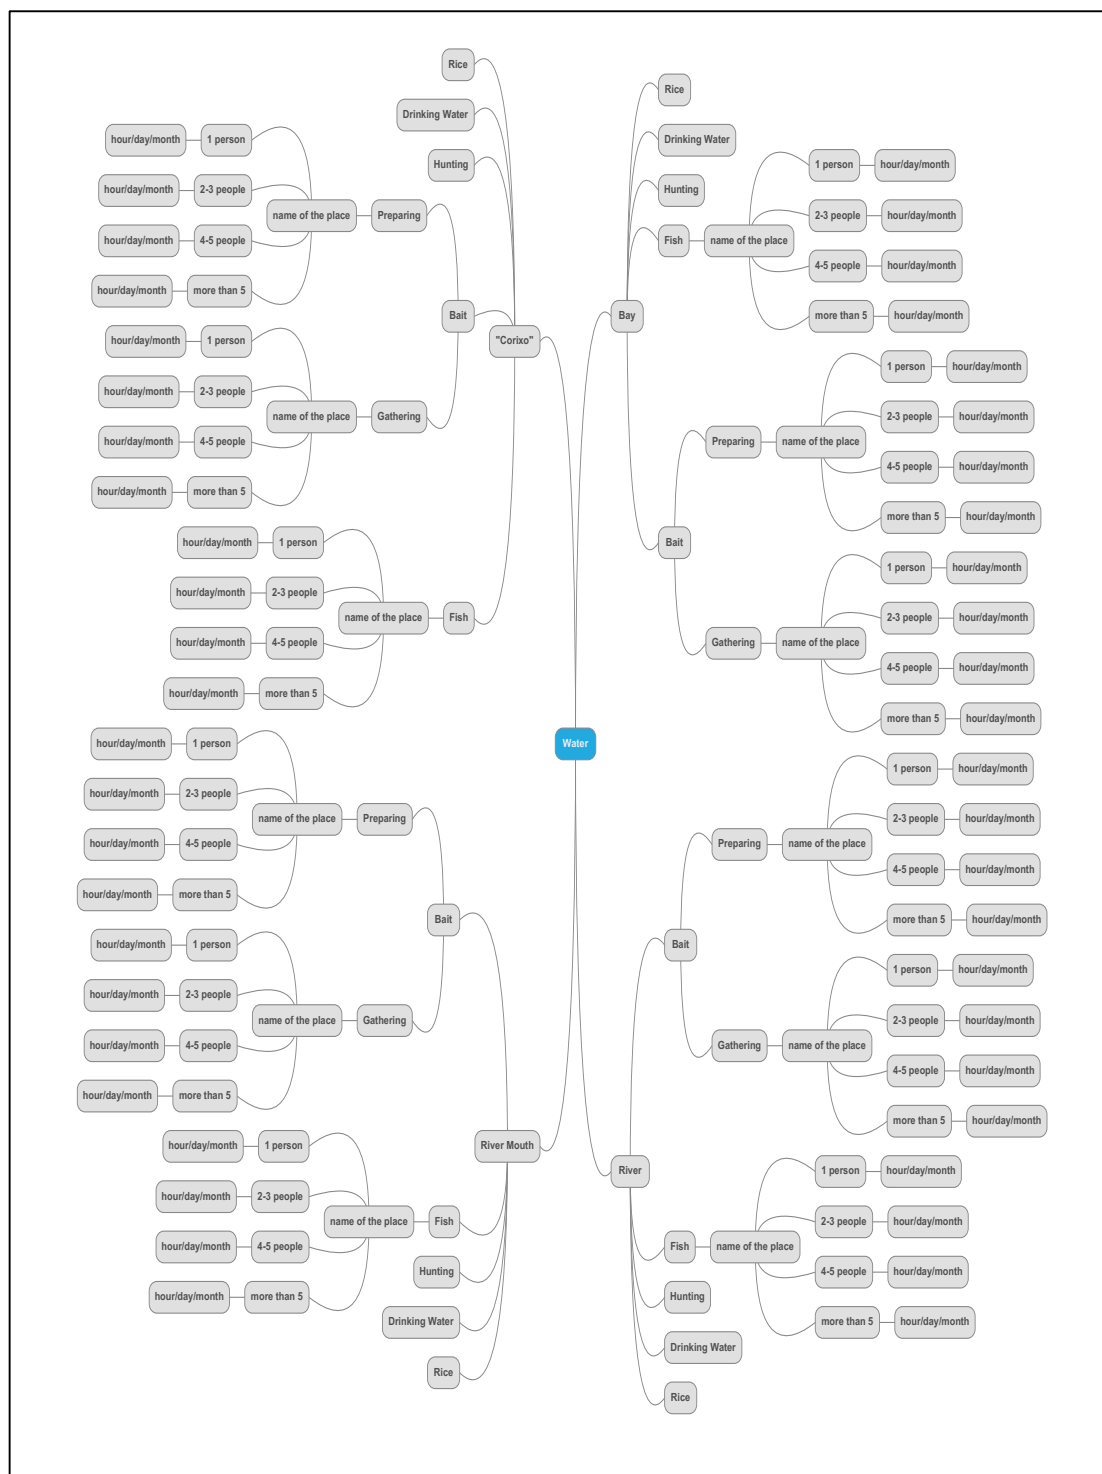 Rice
Drinking Water
Hunting
hour/day/month 1 person
hour/day/month 2-3 people
name of the place Preparing
hour/day/month 4-5 people
hour/day/month more than 5
Bait
"Corixo"
hour/day/month 1 person
hour/day/month 2-3 people
name of the place Gathering
hour/day/month 4-5 people
hour/day/month more than 5
hour/day/month 1 person
hour/day/month 2-3 people
name of the place Fish
hour/day/month 4-5 people
hour/day/month more than 5
Rice
Drinking Water
Hunting
1 person hour/day/month
2-3 people hour/day/month
Fish name of the place
4-5 people hour/day/month
more than 5 hour/day/month
Bay
1 person hour/day/month
2-3 people hour/day/month
Preparing name of the place
4-5 people hour/day/month
more than 5 hour/day/month
Bait
1 person hour/day/month
2-3 people hour/day/month
Gathering name of the place
4-5 people hour/day/month
more than 5 hour/day/month
Water
hour/day/month 1 person
hour/day/month 2-3 people
name of the place Preparing
hour/day/month 4-5 people
hour/day/month more than 5
Bait
hour/day/month 1 person
hour/day/month 2-3 people
name of the place Gathering
hour/day/month 4-5 people
hour/day/month more than 5
River Mouth
hour/day/month 1 person
hour/day/month 2-3 people
name of the place Fish
hour/day/month 4-5 people
hour/day/month more than 5
Hunting
Drinking Water
Rice
1 person hour/day/month
2-3 people hour/day/month
Preparing name of the place
4-5 people hour/day/month
more than 5 hour/day/month
Bait
1 person hour/day/month
2-3 people hour/day/month
Gathering name of the place
4-5 people hour/day/month
more than 5 hour/day/month
River
1 person hour/day/month
2-3 people hour/day/month
Fish name of the place
4-5 people hour/day/month
more than 5 hour/day/month
Hunting
Drinking Water
Rice